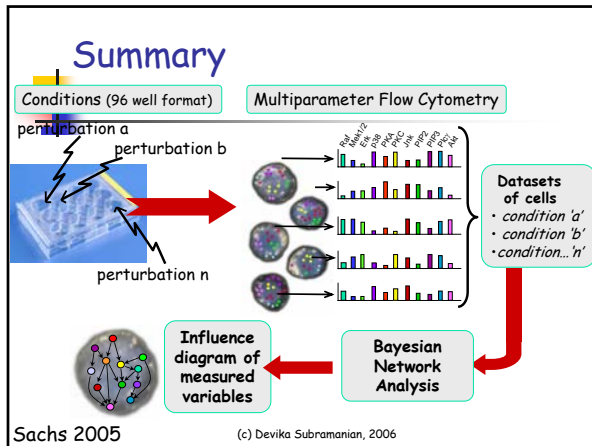 Summary
Conditions (96 well format)
Multiparameter Flow Cytometry
perturbation a
perturbation b
perturbation n
Raf
Mek1/2
Erk
p38
PKA
PKC
Jnk
PIP2
PIP3
Plcγ
Akt
Datasets
of cells
• condition 'a'
• condition 'b'
•condition…'n'
Bayesian
Network
Analysis
Influence
diagram of
measured
variables
Sachs 2005
(c) Devika Subramanian, 2006